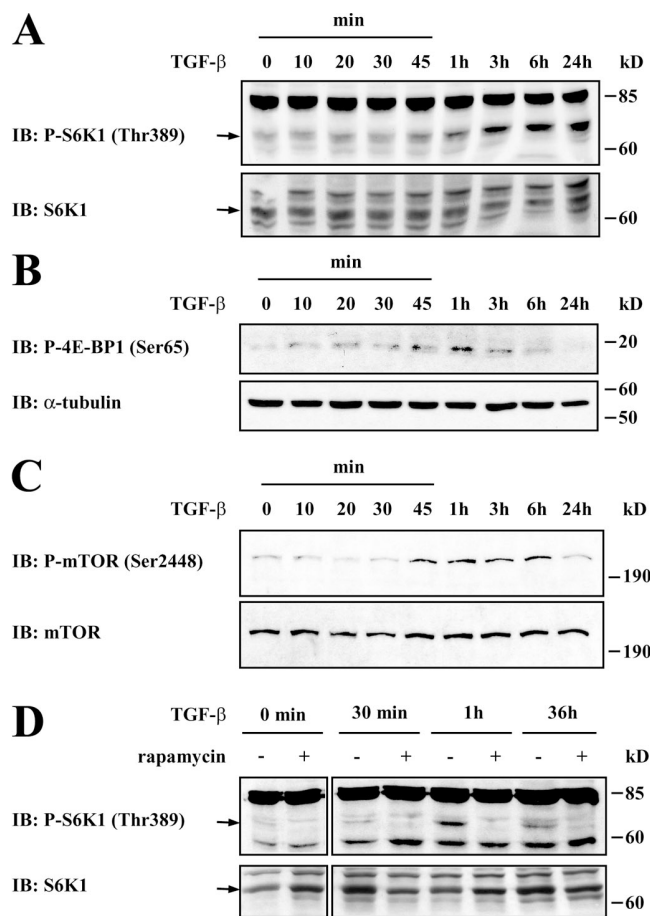 A
min
TGF-β 0 10 20 30 45 1h 3h 6h 24h kD
IB: P-S6K1 (Thr389) 85
60
IB: S6K1 60
B
min
TGF-β 0 10 20 30 45 1h 3h 6h 24h kD
IB: P-4E-BP1 (Ser65) 20
IB: α-tubulin 60
50
C
min
TGF-β 0 10 20 30 45 1h 3h 6h 24h kD
IB: P-mTOR (Ser2448) 190
IB: mTOR 190
D
TGF-β 0 min 30 min 1h 36h
rapamycin - + - + - + - + kD
IB: P-S6K1 (Thr389) 85
60
IB: S6K1 60